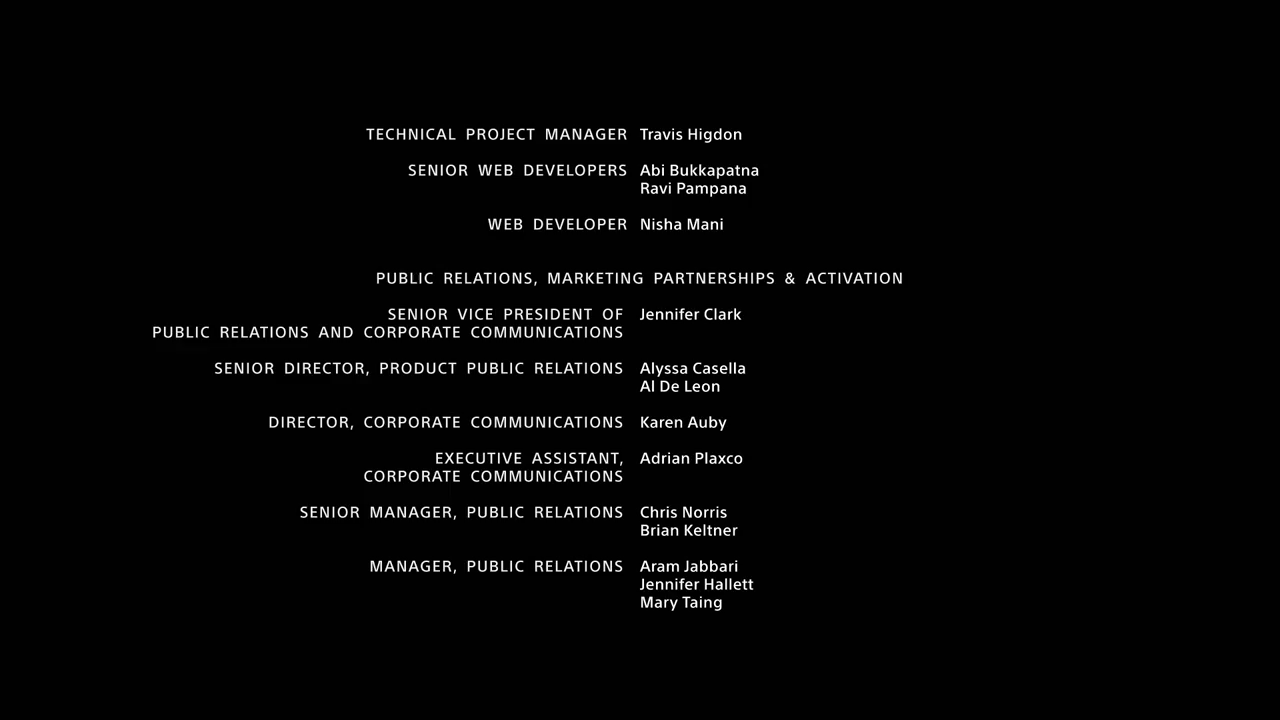 TECHNICAL PROJECT MANAGER Travis Higdon
SENIOR WEB DEVELOPERS Abi Bukkapatna
Ravi Pampana
WEB DEVELOPER Nisha Mani
PUBLIC RELATIONS, MARKETING PARTNERSHIPS & ACTIVATION
SENIOR VICE PRESIDENT OF Jennifer Clark
PUBLIC RELATIONS AND CORPORATE COMMUNICATIONS
SENIOR DIRECTOR, PRODUCT PUBLIC RELATIONS Alyssa Casella
Al De Leon
DIRECTOR, CORPORATE COMMUNICATIONS Karen Auby
EXECUTIVE ASSISTANT, Adrian Plaxco
CORPORATE COMMUNICATIONS
SENIOR MANAGER, PUBLIC RELATIONS Chris Norris
Brian Keltner
MANAGER, PUBLIC RELATIONS Aram Jabbari
Jennifer Hallett
Mary Taing